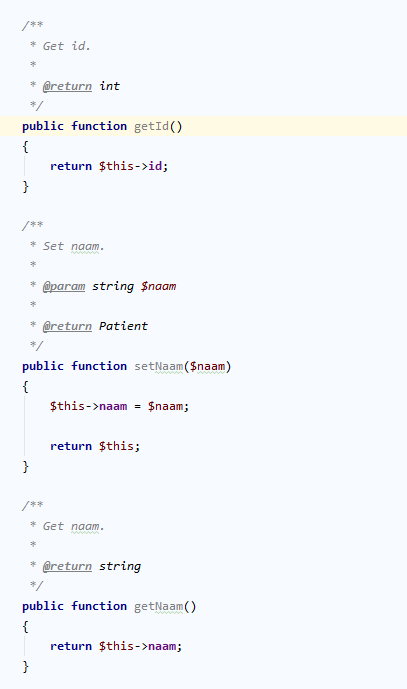 /**
 * Get id.
 *
 * @return int
 */
public function getId()
{
    return $this->id;
}

/**
 * Set naam.
 *
 * @param string $naam
 *
 * @return Patient
 */
public function setNaam($naam)
{
    $this->naam = $naam;

    return $this;
}

/**
 * Get naam.
 *
 * @return string
 */
public function getNaam()
{
    return $this->naam;
}